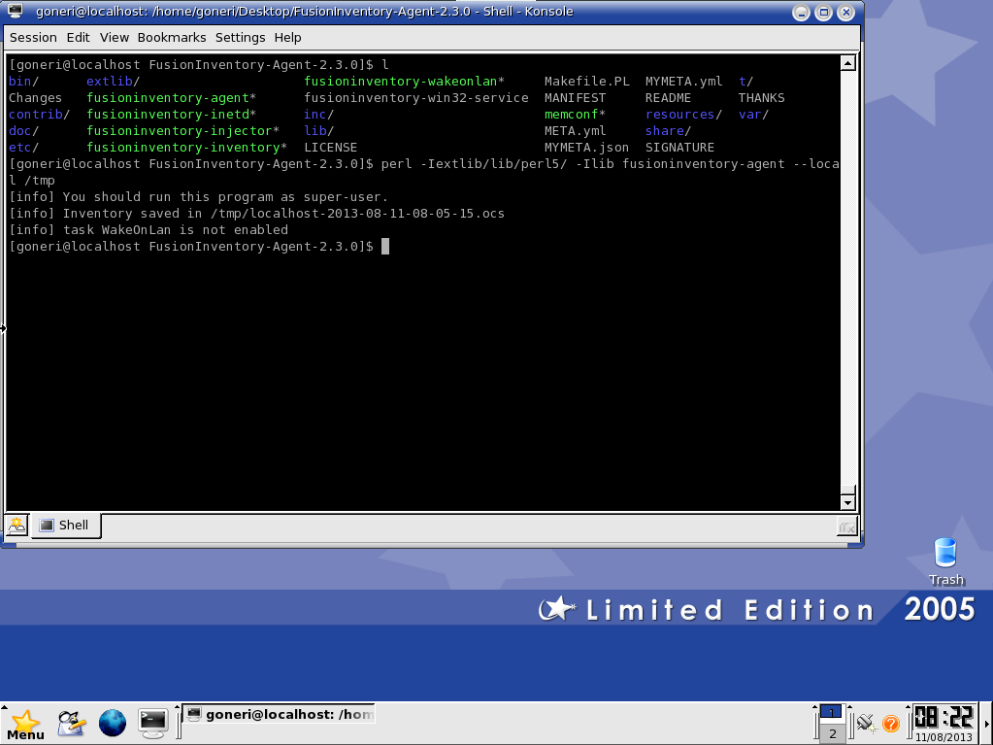 goneri@localhost: /home/goneri/Desktop/FusionInventory-Agent-2.3.0 - Shell - Konsole
Session Edit View Bookmarks Settings Help
[goneri@localhost FusionInventory-Agent-2.3.0]$ l
bin/ extlib/ fusioninventory-wakeonlan* Makefile.PL MYMETA.yml t/
Changes fusioninventory-agent* fusioninventory-win32-service MANIFEST README THANKS
contrib/ fusioninventory-inetd* inc/ memconf* resources/ var/
doc/ fusioninventory-injector* lib/ META.yml share/
etc/ fusioninventory-inventory* LICENSE MYMETA.json SIGNATURE
[goneri@localhost FusionInventory-Agent-2.3.0]$ perl -Iextlib/lib/perl5/ -Ilib fusioninventory-agent --loca
l /tmp
[info] You should run this program as super-user.
[info] Inventory saved in /tmp/localhost-2013-08-11-08-05-15.ocs
[info] task WakeOnLan is not enabled
[goneri@localhost FusionInventory-Agent-2.3.0]$
Shell
Trash
Limited Edition 2005
Menu
goneri@localhost: /hom
1
2
08:22
11/08/2013